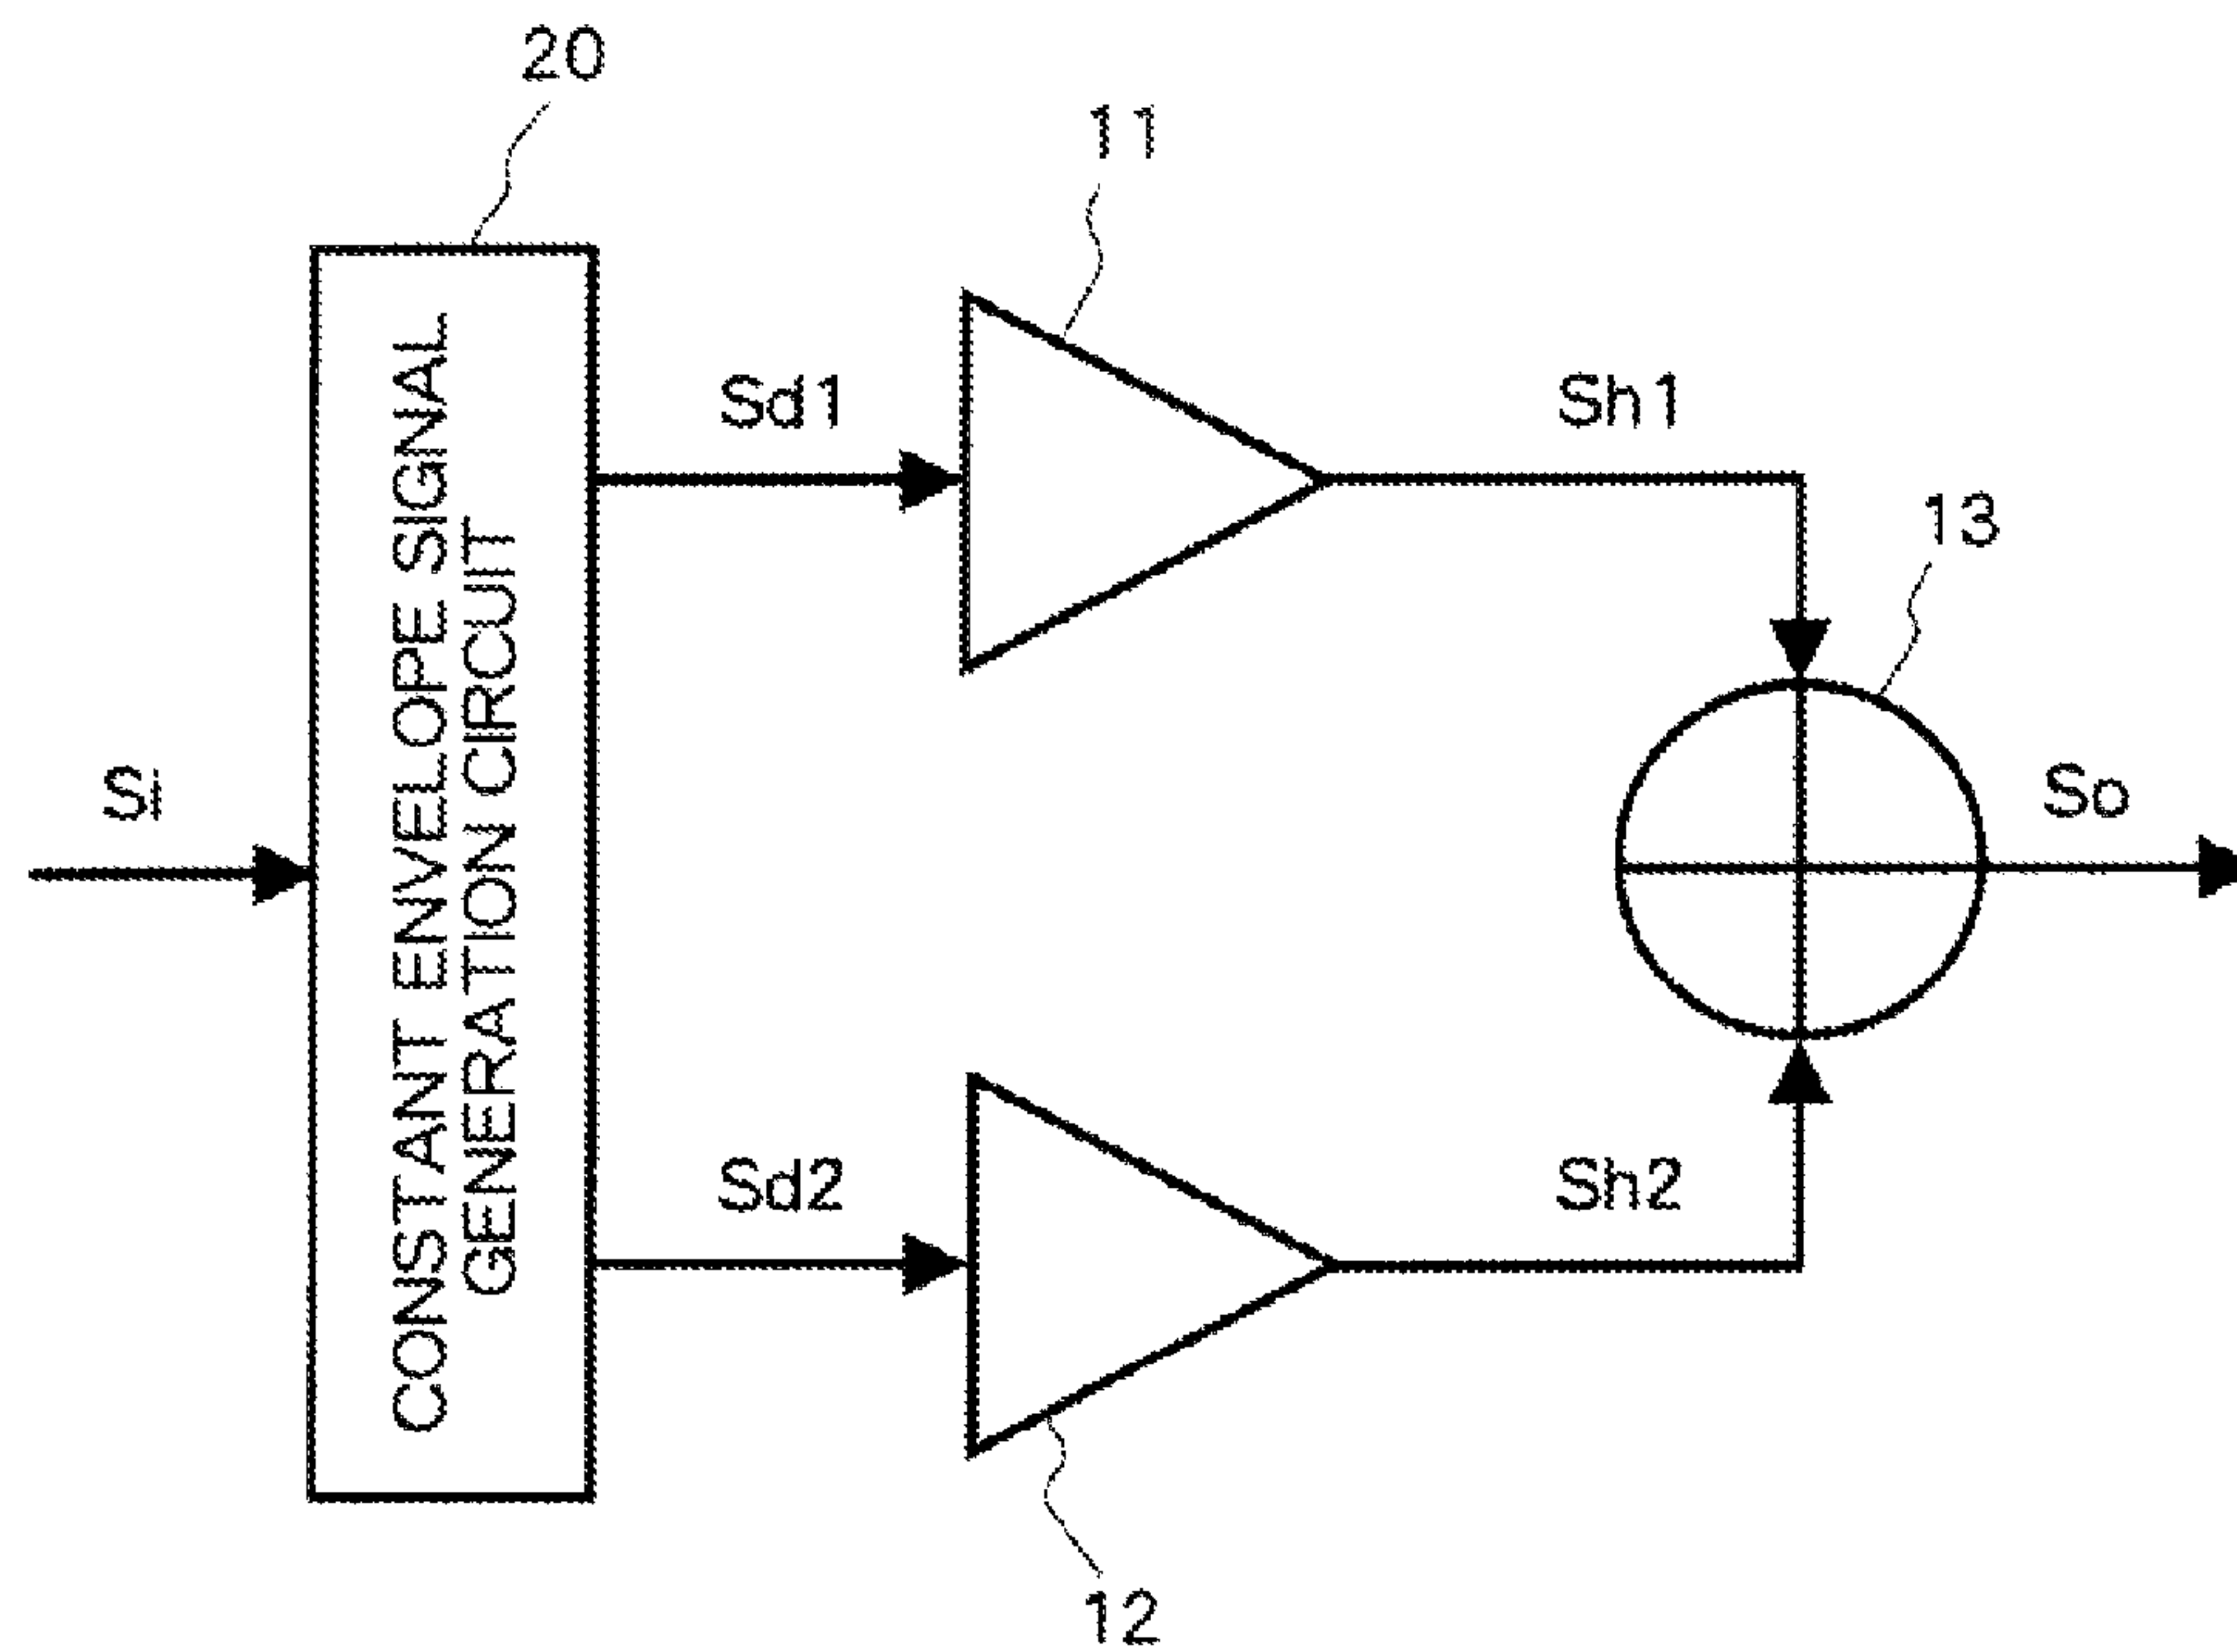 20
11
Sd1
Sh1
13
CONSTANT ENVELOPE SIGNAL
GENERATION CIRCUIT
Si
So
Sd2
Sh2
12